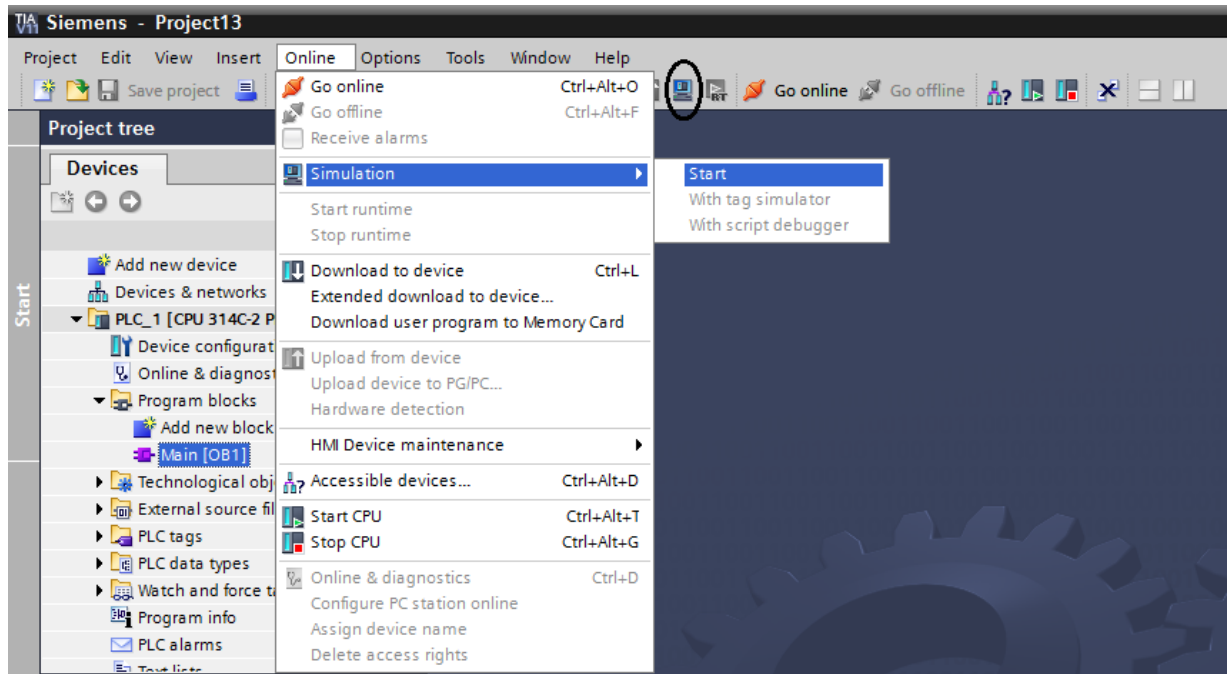 TIA
V11
Siemens - Project13
Project Edit View Insert Online Options Tools Window Help
Save project
RT
Go online
Go offline
Project tree
Devices
Start
Add new device
Devices & networks
PLC_1 [CPU 314C-2 P
Device configurat
Online & diagnost
Program blocks
Add new block
Main [OB1]
Technological obj
External source fil
PLC tags
PLC data types
Watch and force ta
Program info
PLC alarms
Text lists
Go online Ctrl+Alt+O
Go offline Ctrl+Alt+F
Receive alarms
Simulation
Start runtime
Stop runtime
Download to device Ctrl+L
Extended download to device...
Download user program to Memory Card
Upload from device
Upload device to PG/PC...
Hardware detection
HMI Device maintenance
Accessible devices... Ctrl+Alt+D
Start CPU Ctrl+Alt+T
Stop CPU Ctrl+Alt+G
Online & diagnostics Ctrl+D
Configure PC station online
Assign device name
Delete access rights
Start
With tag simulator
With script debugger